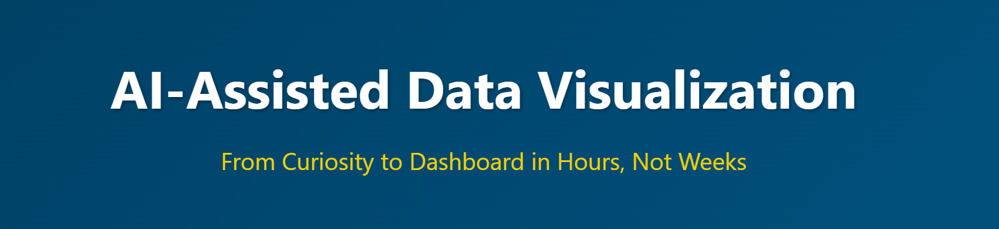 AI-Assisted Data Visualization
From Curiosity to Dashboard in Hours, Not Weeks